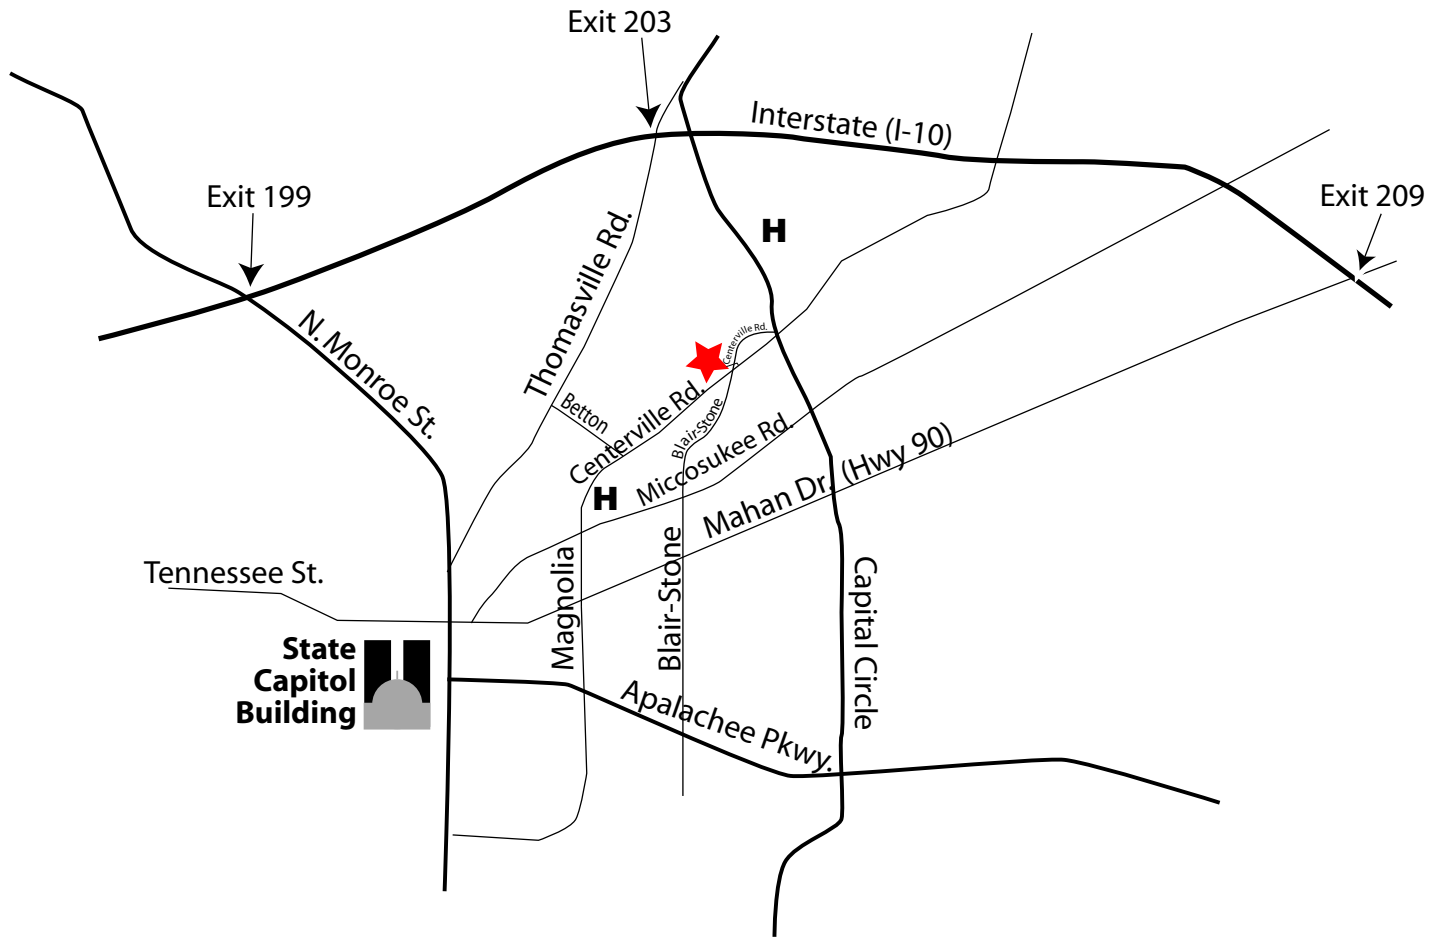 Exit 203
Interstate (I-10)
Exit 199
Exit 209
H
Thomasville Rd.
N. Monroe St.
Centerville Rd.
Betton
Centerville Rd.
Blair-Stone
Miccosukee Rd.
H
Mahan Dr. (Hwy 90)
Tennessee St.
Magnolia
Blair-Stone
Capital Circle
State
Capitol
Building
Apalachee Pkwy.